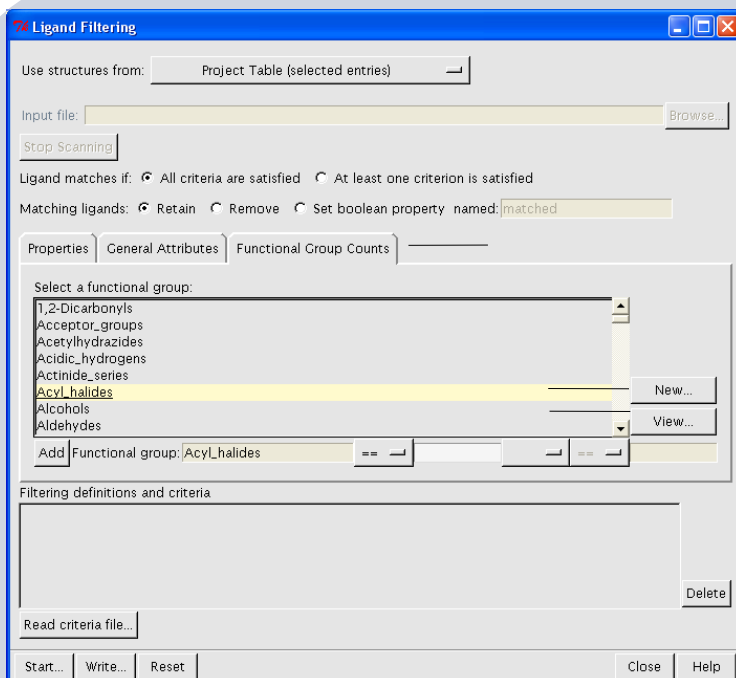 Ligand Filtering
Use structures from: Project Table (selected entries)
Input file: Browse...
Stop Scanning
Ligand matches if: All criteria are satisfied At least one criterion is satisfied
Matching ligands: Retain Remove Set boolean property named: matched
Properties General Attributes Functional Group Counts
Select a functional group:
1,2-Dicarbonyls
Acceptor_groups
Acetylhydrazides
Acidic_hydrogens
Actinide_series
Acyl_halides
New...
Alcohols
Aldehydes
View...
Add Functional group: Acyl_halides == ==
Filtering definitions and criteria
Delete
Read criteria file...
Start... Write... Reset Close Help